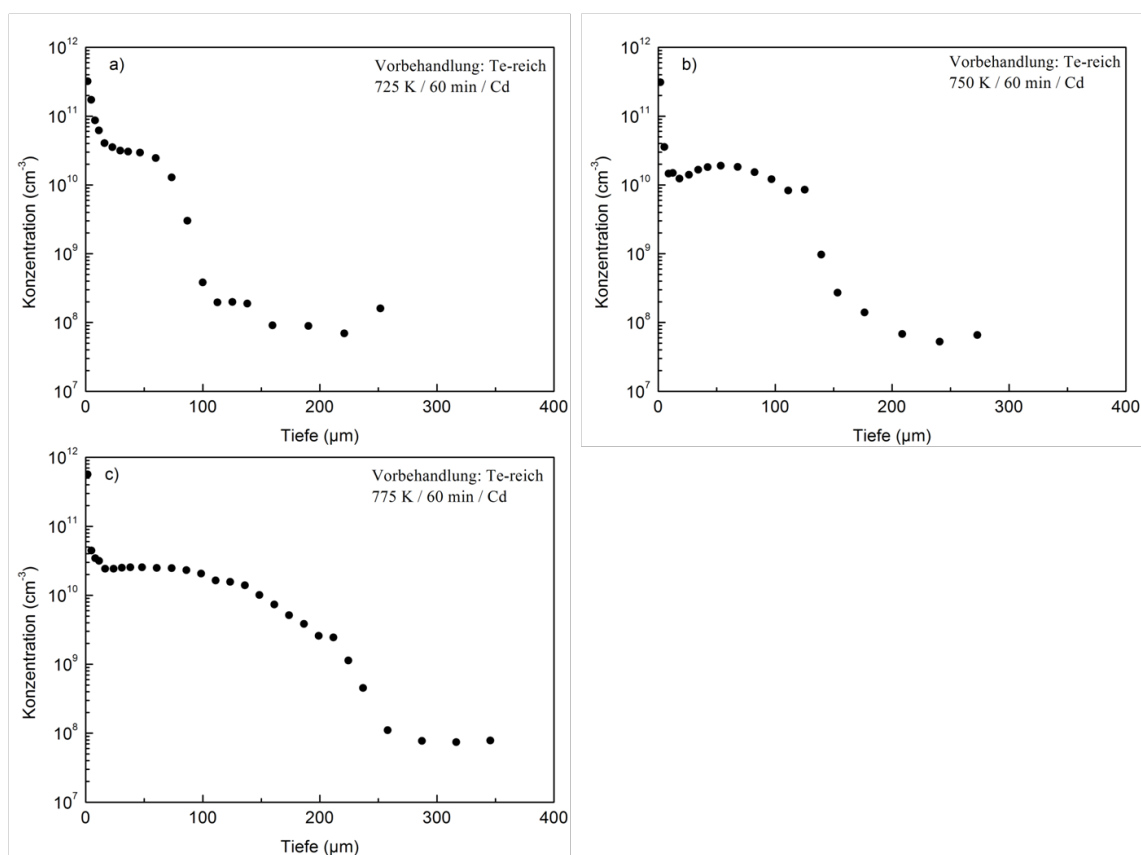 a)
Vorbehandlung: Te-reich
725 K / 60 min / Cd
Konzentration (cm⁻³)
10¹²
10¹¹
10¹⁰
10⁹
10⁸
10⁷
0 100 200 300 400
Tiefe (µm)
b)
Vorbehandlung: Te-reich
750 K / 60 min / Cd
Konzentration (cm⁻³)
10¹²
10¹¹
10¹⁰
10⁹
10⁸
10⁷
0 100 200 300 400
Tiefe (µm)
c)
Vorbehandlung: Te-reich
775 K / 60 min / Cd
Konzentration (cm⁻³)
10¹²
10¹¹
10¹⁰
10⁹
10⁸
10⁷
0 100 200 300 400
Tiefe (µm)